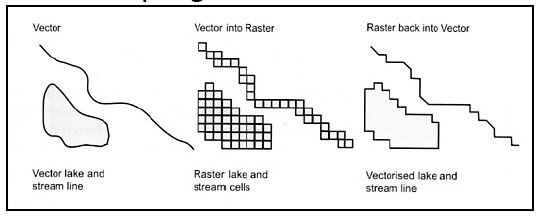 Vector
Vector into Raster
Raster back into Vector
Vector lake and
stream line
Raster lake and
stream cells
Vectorised lake and
stream line